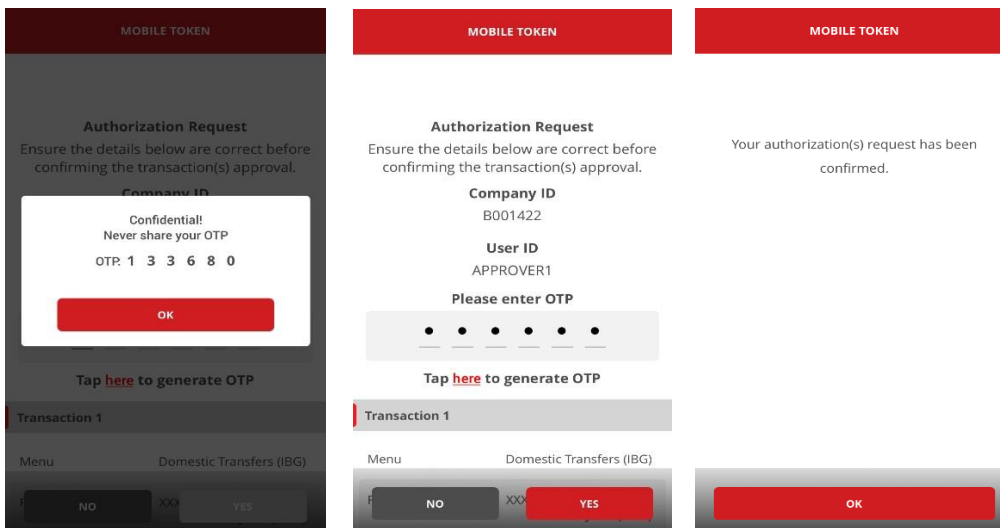 MOBILE TOKEN
Authorization Request
Ensure the details below are correct before
confirming the transaction(s) approval.
Company ID
Confidential!
Never share your OTP
OTP: 1 3 3 6 8 0
OK
Tap here to generate OTP
Transaction 1
Menu Domestic Transfers (IBG)
XXX
NO YES
MOBILE TOKEN
Authorization Request
Ensure the details below are correct before
confirming the transaction(s) approval.
Company ID
B001422
User ID
APPROVER1
Please enter OTP
Tap here to generate OTP
Transaction 1
Menu Domestic Transfers (IBG)
XXX
NO YES
MOBILE TOKEN
Your authorization(s) request has been
confirmed.
OK